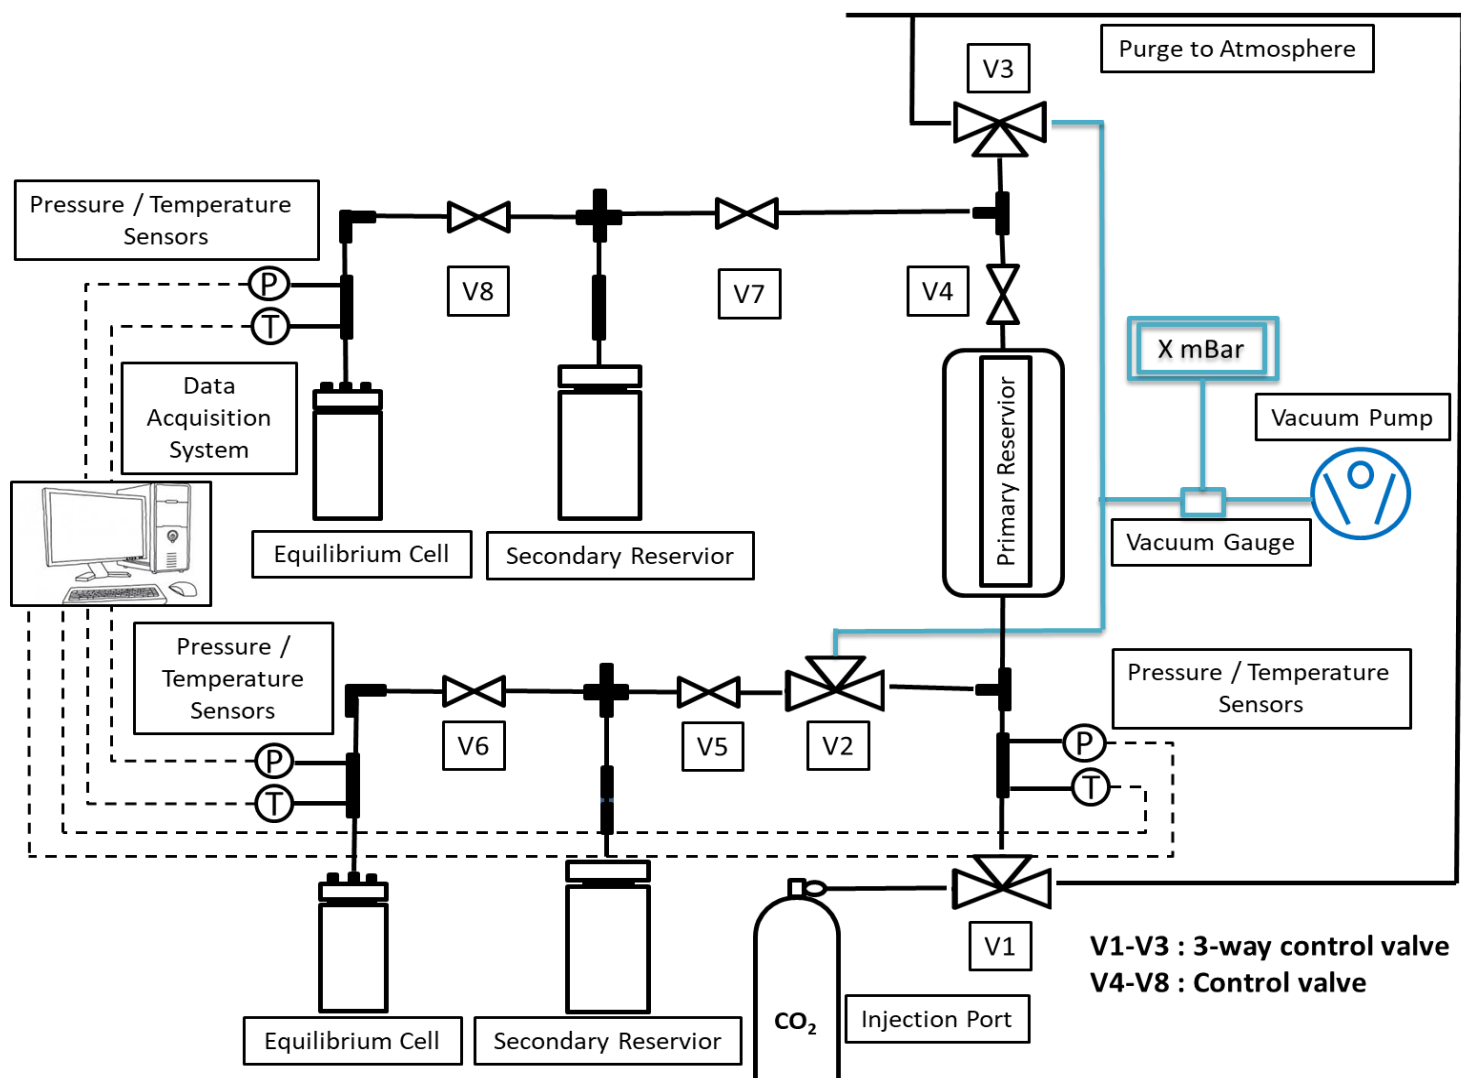 Purge to Atmosphere
V3
Pressure / Temperature
Sensors
P
T
V8
V7
V4
X mBar
Data
Acquisition
System
Vacuum Pump
Primary Reservior
Equilibrium Cell
Secondary Reservior
Vacuum Gauge
Pressure /
Temperature
Sensors
P
T
V6
V5
V2
Pressure / Temperature
Sensors
P
T
V1
V1-V3 : 3-way control valve
V4-V8 : Control valve
CO₂
Injection Port
Equilibrium Cell
Secondary Reservior